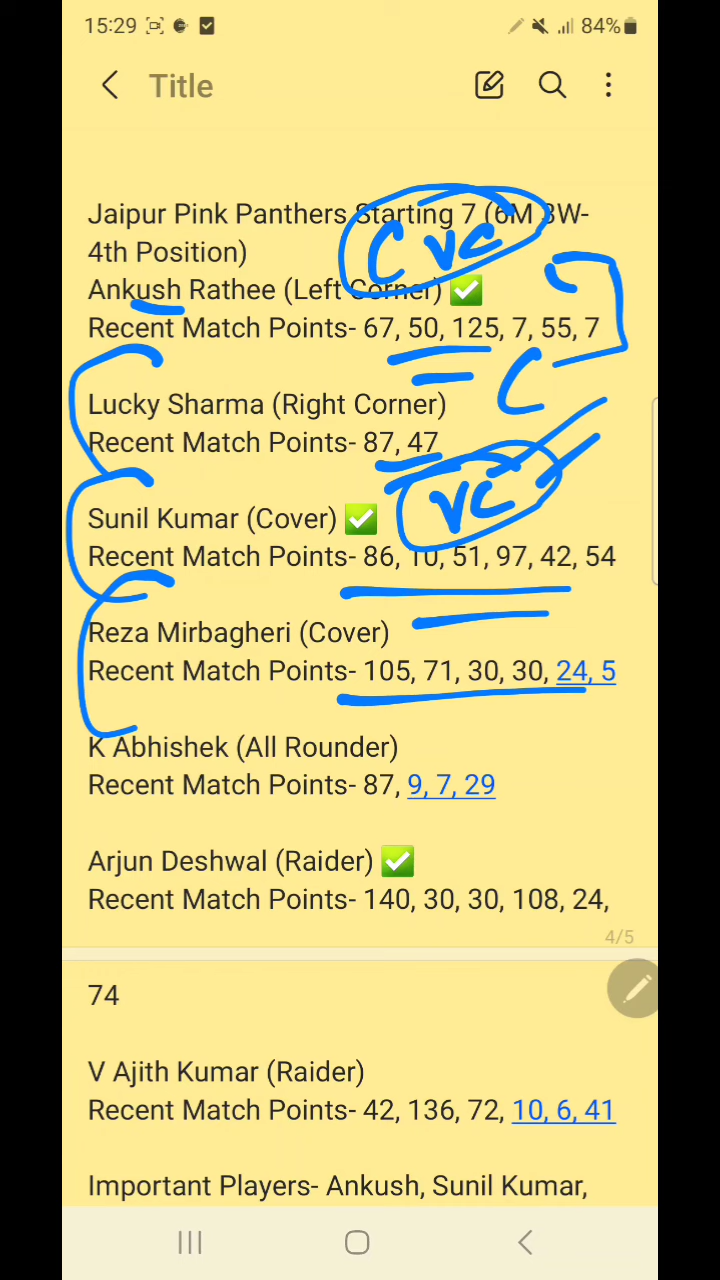 15:29
84%
Title
Jaipur Pink Panthers Starting 7 (6M 3W-
4th Position)
C VC
Ankush Rathee (Left Corner) ✅
Recent Match Points- 67, 50, 125, 7, 55, 7
C
Lucky Sharma (Right Corner)
Recent Match Points- 87, 47
VC
Sunil Kumar (Cover) ✅
Recent Match Points- 86, 10, 51, 97, 42, 54
Reza Mirbagheri (Cover)
Recent Match Points- 105, 71, 30, 30, 24, 5
K Abhishek (All Rounder)
Recent Match Points- 87, 9, 7, 29
Arjun Deshwal (Raider) ✅
Recent Match Points- 140, 30, 30, 108, 24,
4/5
74
V Ajith Kumar (Raider)
Recent Match Points- 42, 136, 72, 10, 6, 41
Important Players- Ankush, Sunil Kumar,